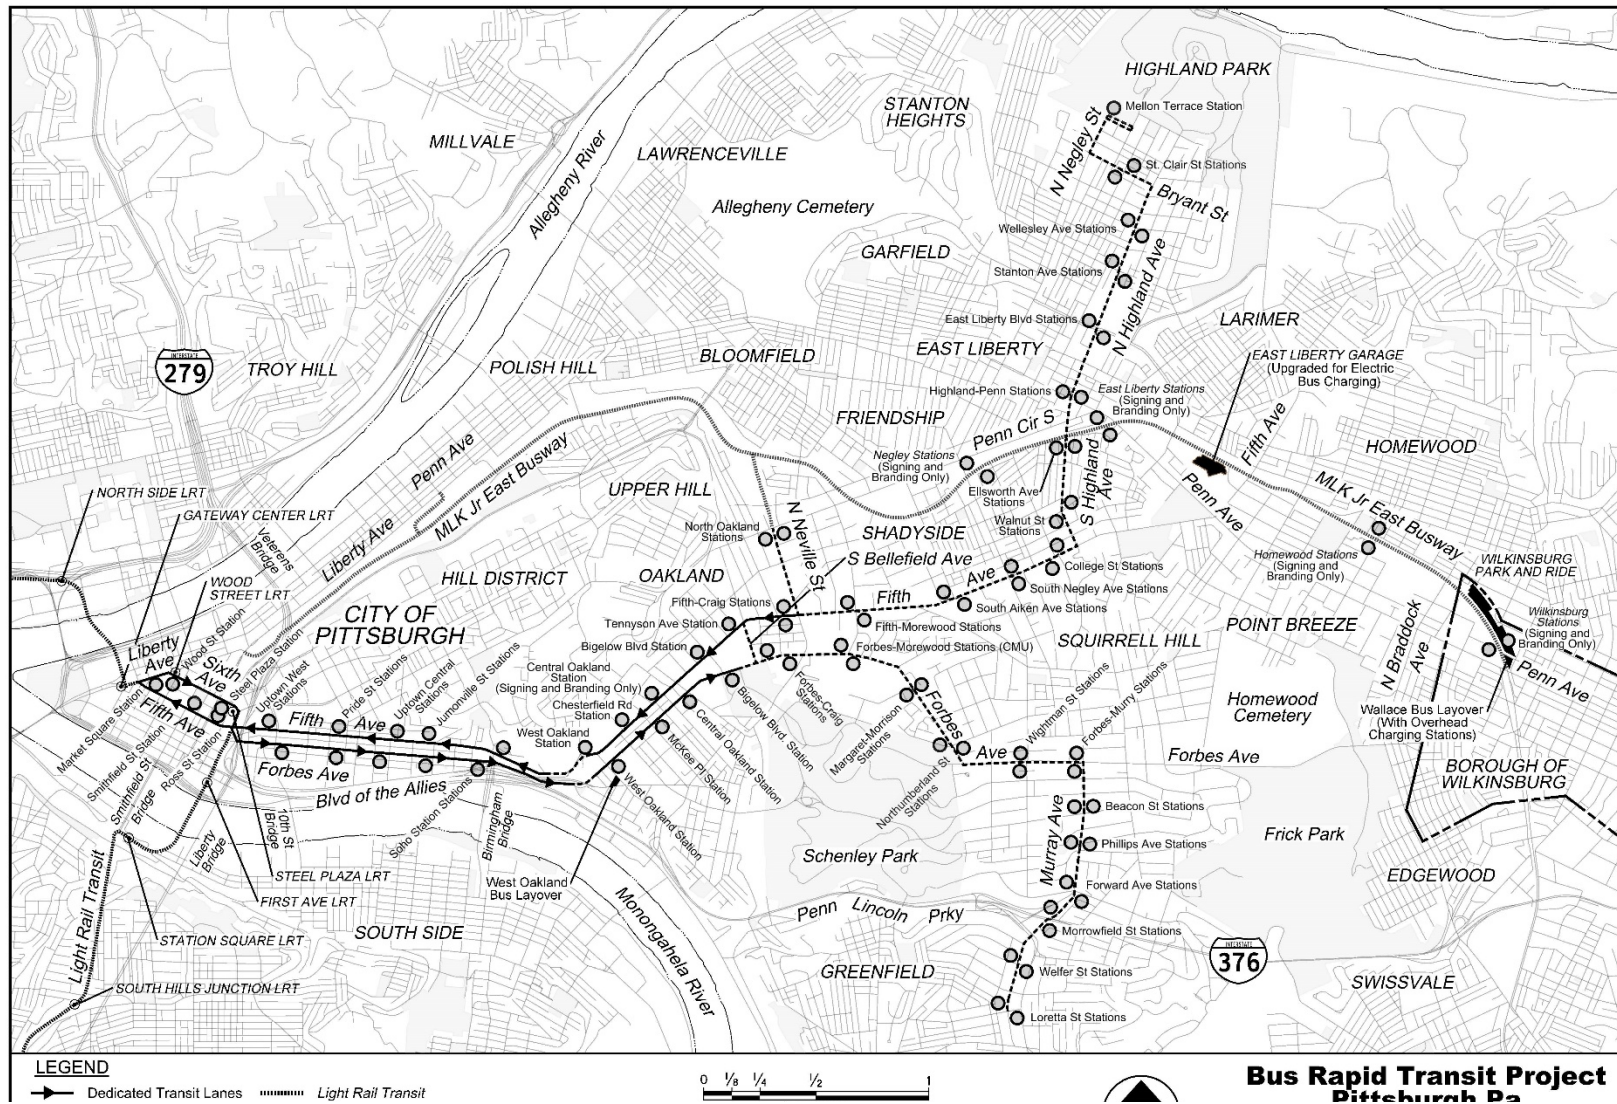 HIGHLAND PARK
Mellon Terrace Station
STANTON
HEIGHTS
N Negley St
MILLVALE
Allegheny River
LAWRENCEVILLE
St. Clair St Stations
Bryant St
Allegheny Cemetery
Wellesley Ave Stations
GARFIELD
Stanton Ave Stations
N Highland Ave
East Liberty Blvd Stations
LARIMER
EAST LIBERTY
INTERSTATE
279
TROY HILL
POLISH HILL
BLOOMFIELD
EAST LIBERTY GARAGE
(Upgraded for Electric
Bus Charging)
Highland-Penn Stations
East Liberty Stations
(Signing and
Branding Only)
FRIENDSHIP
Penn Cir S
Fifth Ave
HOMEWOOD
Penn Ave
MLK Jr East Busway
Negley Stations
(Signing and
Branding Only)
S Highland
Ave
Penn Ave
MLK Jr East Busway
NORTH SIDE LRT
UPPER HILL
Ellsworth Ave
Stations
GATEWAY CENTER LRT
Liberty Ave
N Neville St
North Oakland
Stations
SHADYSIDE
Walnut St
Stations
Veterens
Bridge
S Bellefield Ave
Homewood Stations
(Signing and
Branding Only)
WILKINSBURG
PARK AND RIDE
WOOD
STREET LRT
HILL DISTRICT
OAKLAND
College St Stations
Ave
South Negley Ave Stations
CITY OF
PITTSBURGH
Fifth-Craig Stations
Fifth
South Aiken Ave Stations
N Braddock
Ave
Wilkinsburg
Stations
(Signing and
Branding Only)
Tennyson Ave Station
Fifth-Morewood Stations
SQUIRREL HILL
POINT BREEZE
Liberty
Ave
Wood St Station
Sixth
Ave
Steel Plaza Station
Bigelow Blvd Station
Forbes-Morewood Stations (CMU)
Central Oakland
Station
(Signing and Branding Only)
Penn Ave
Uptown West
Stations
Pride St Stations
Uptown Central
Stations
Jumonville St Stations
Chesterfield Rd
Station
Forbes-Craig
Stations
Forbes
Wightman St Stations
Forbes-Murry Stations
Homewood
Cemetery
Wallace Bus Layover
(With Overhead
Charging Stations)
Market Square Station
Fifth Ave
Fifth
Ave
West Oakland
Station
Bigelow Blvd. Station
Margaret-Morrison
Stations
Ave
Forbes Ave
Smithfield St Station
Ross St Station
Forbes Ave
McKee Pl Station
Central Oakland Station
Northumberland St
Stations
BOROUGH OF
WILKINSBURG
Smithfield St
Bridge
Blvd of the Allies
West Oakland Station
Beacon St Stations
Liberty
Bridge
10th St
Bridge
Soho Station Stations
Birmingham
Bridge
Murray Ave
Phillips Ave Stations
Frick Park
Schenley Park
STEEL PLAZA LRT
West Oakland
Bus Layover
EDGEWOOD
FIRST AVE LRT
Forward Ave Stations
Light Rail Transit
Monongahela River
Penn Lincoln Prky
SOUTH SIDE
STATION SQUARE LRT
Morrowfield St Stations
INTERSTATE
376
GREENFIELD
Welfer St Stations
SWISSVALE
SOUTH HILLS JUNCTION LRT
Loretta St Stations
LEGEND
Dedicated Transit Lanes
Light Rail Transit
0 1/8 1/4 1/2 1
Bus Rapid Transit Project
Pittsburgh Pa